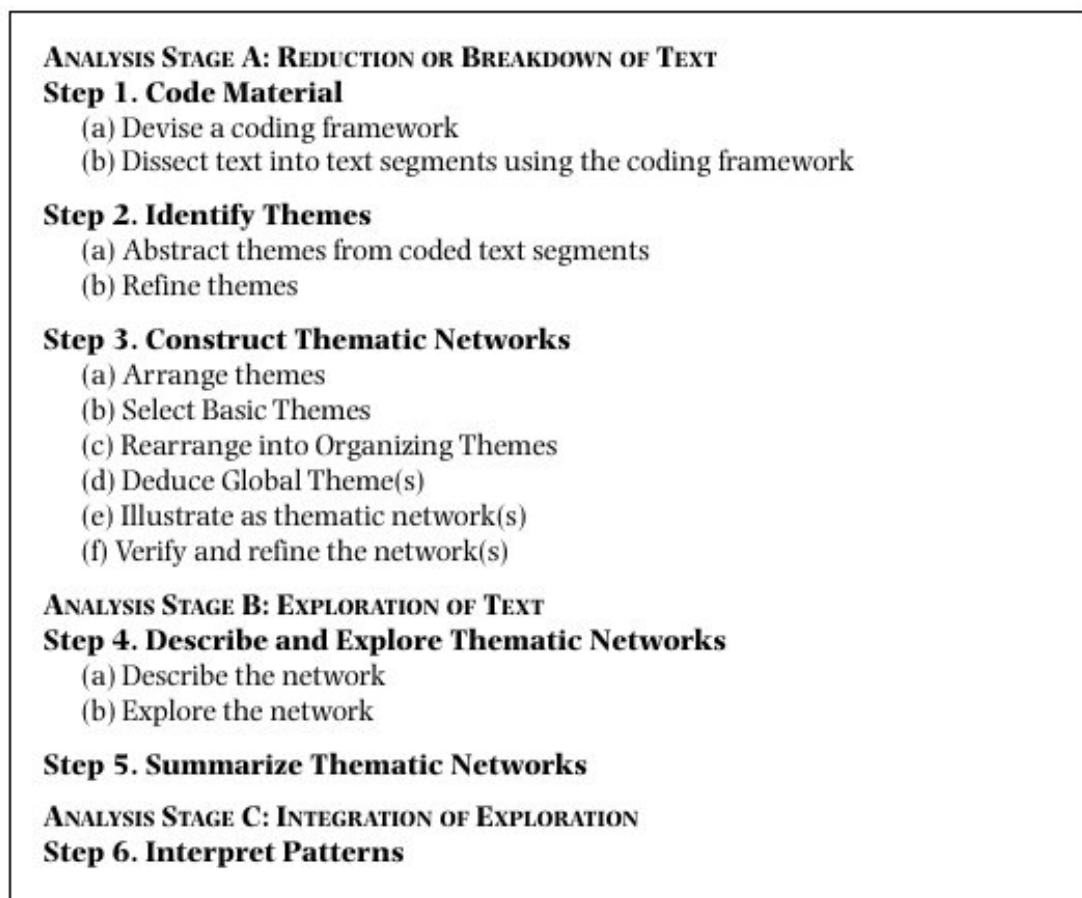 ANALYSIS STAGE A: REDUCTION OR BREAKDOWN OF TEXT
Step 1. Code Material
(a) Devise a coding framework
(b) Dissect text into text segments using the coding framework
Step 2. Identify Themes
(a) Abstract themes from coded text segments
(b) Refine themes
Step 3. Construct Thematic Networks
(a) Arrange themes
(b) Select Basic Themes
(c) Rearrange into Organizing Themes
(d) Deduce Global Theme(s)
(e) Illustrate as thematic network(s)
(f) Verify and refine the network(s)
ANALYSIS STAGE B: EXPLORATION OF TEXT
Step 4. Describe and Explore Thematic Networks
(a) Describe the network
(b) Explore the network
Step 5. Summarize Thematic Networks
ANALYSIS STAGE C: INTEGRATION OF EXPLORATION
Step 6. Interpret Patterns